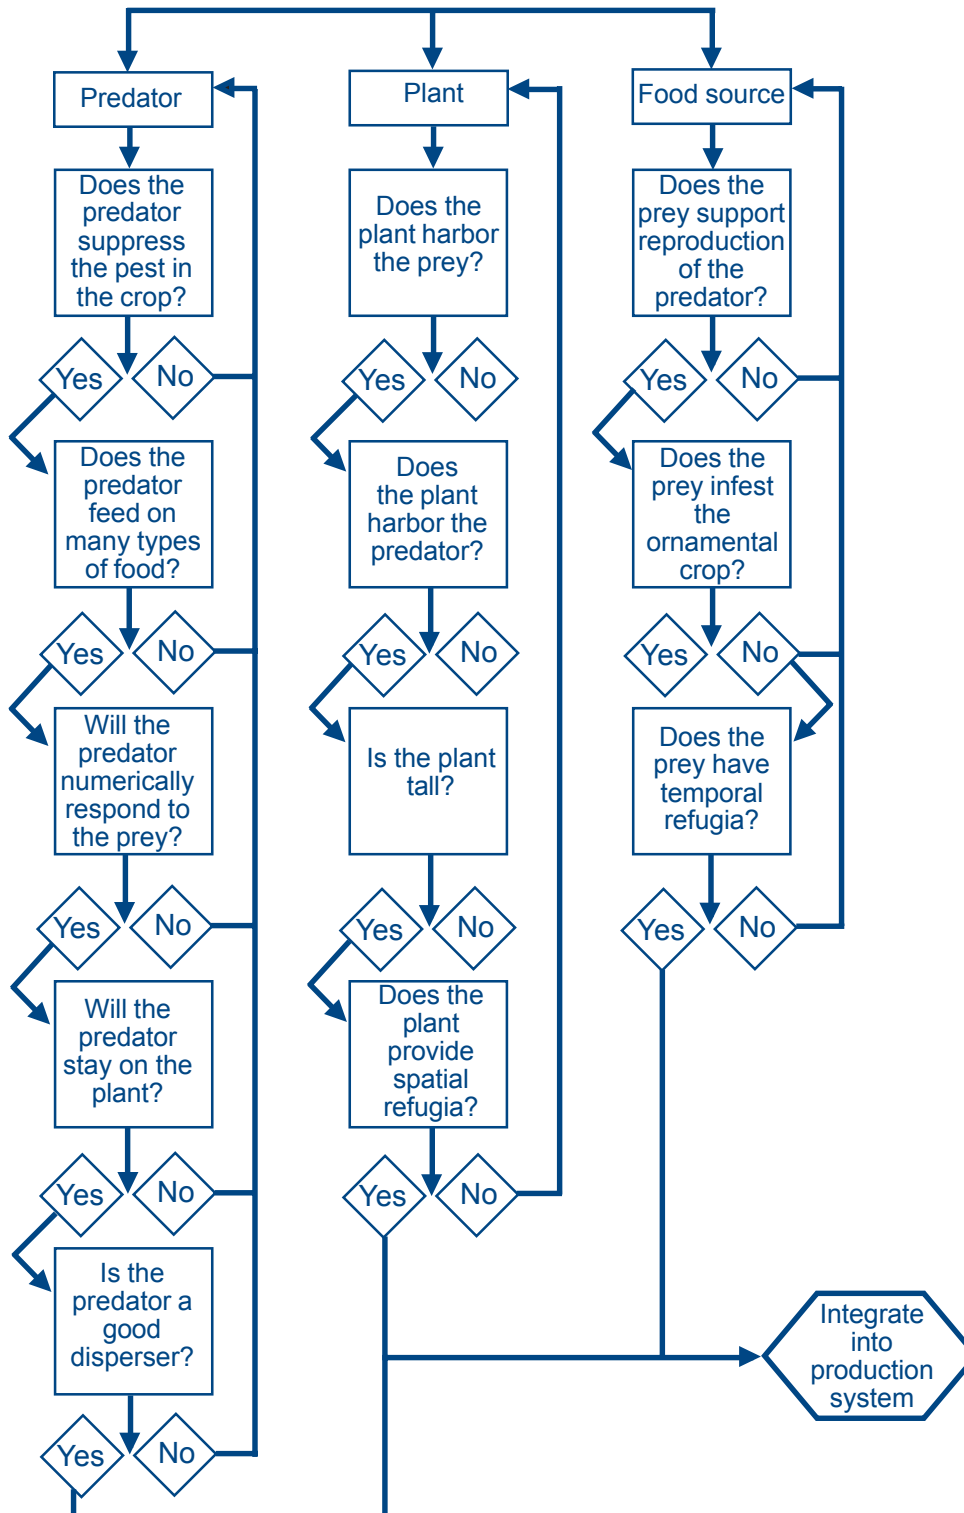 Predator
Does the
predator
suppress
the pest in
the crop?
Yes
No
Does the
predator
feed on
many types
of food?
Yes
No
Will the
predator
numerically
respond to
the prey?
Yes
No
Will the
predator
stay on the
plant?
Yes
No
Is the
predator a
good
disperser?
Yes
No
Plant
Does the
plant harbor
the prey?
Yes
No
Does
the plant
harbor the
predator?
Yes
No
Is the plant
tall?
Yes
No
Does the
plant
provide
spatial
refugia?
Yes
No
Food source
Does the
prey support
reproduction
of the
predator?
Yes
No
Does the
prey infest
the
ornamental
crop?
Yes
No
Does the
prey have
temporal
refugia?
Yes
No
Integrate
into
production
system